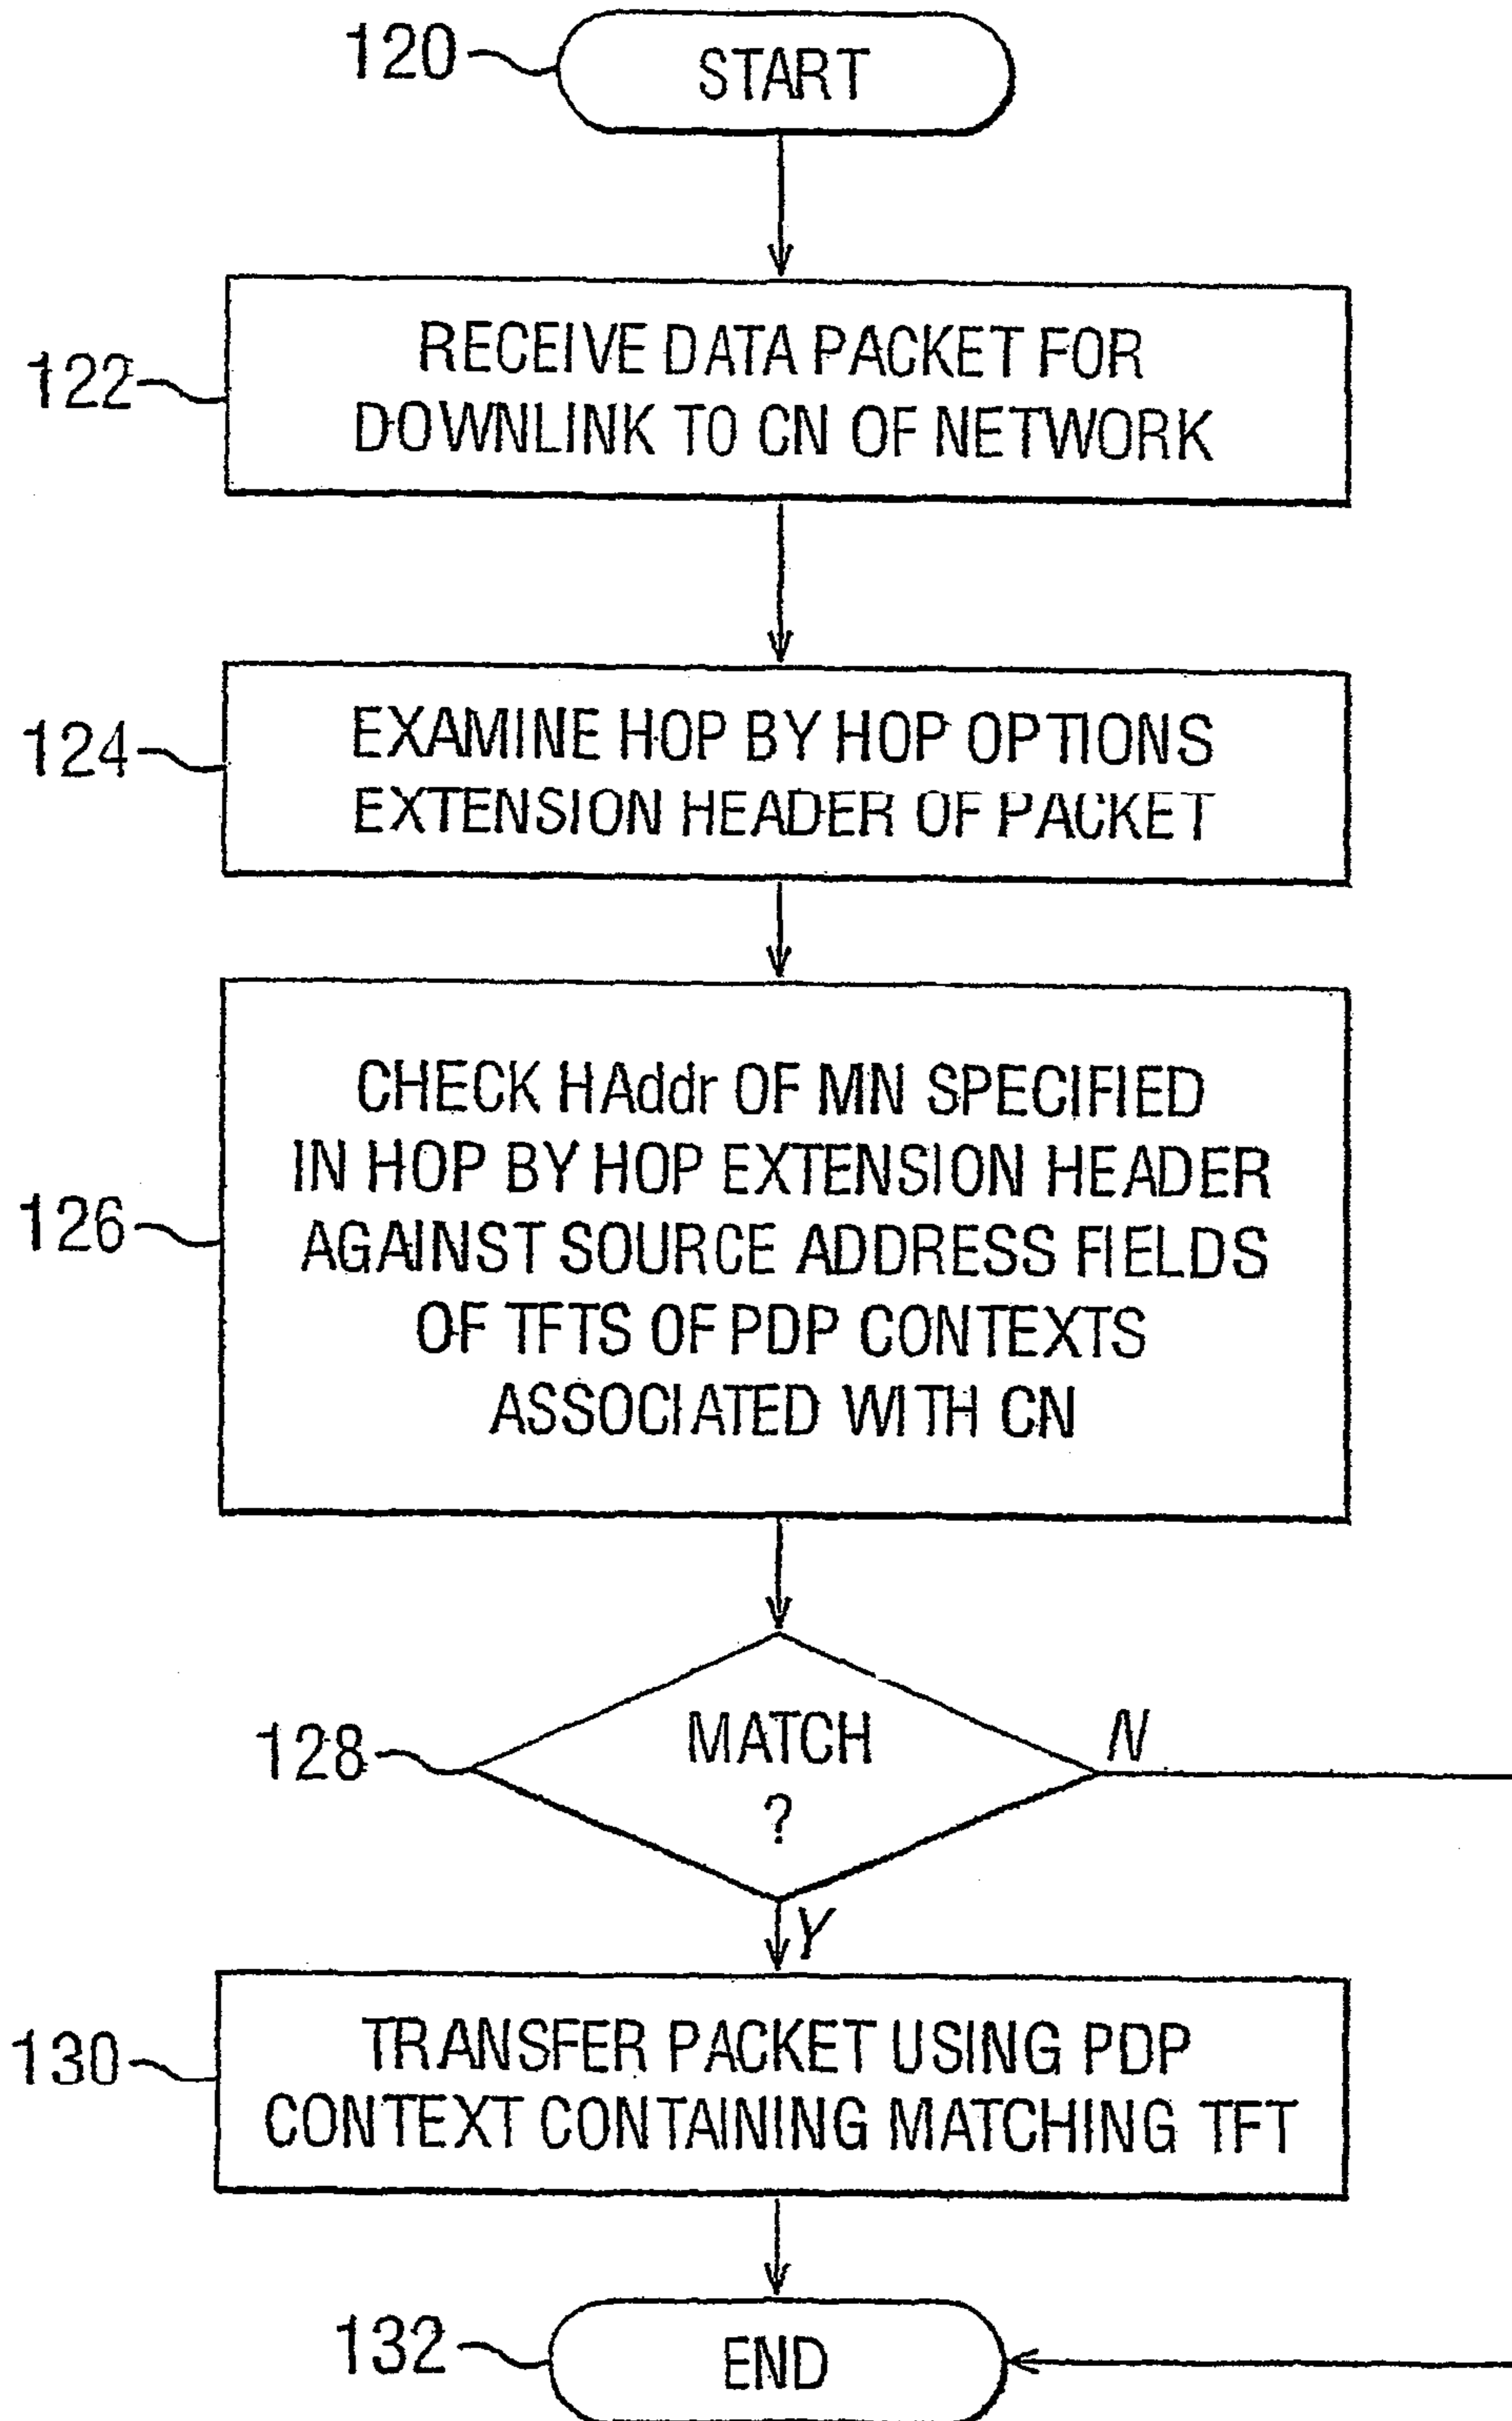 120
START
122
RECEIVE DATA PACKET FOR
DOWNLINK TO CN OF NETWORK
124
EXAMINE HOP BY HOP OPTIONS
EXTENSION HEADER OF PACKET
126
CHECK HAddr OF MN SPECIFIED
IN HOP BY HOP EXTENSION HEADER
AGAINST SOURCE ADDRESS FIELDS
OF TFTS OF PDP CONTEXTS
ASSOCIATED WITH CN
128
MATCH
?
N
Y
130
TRANSFER PACKET USING PDP
CONTEXT CONTAINING MATCHING TFT
132
END